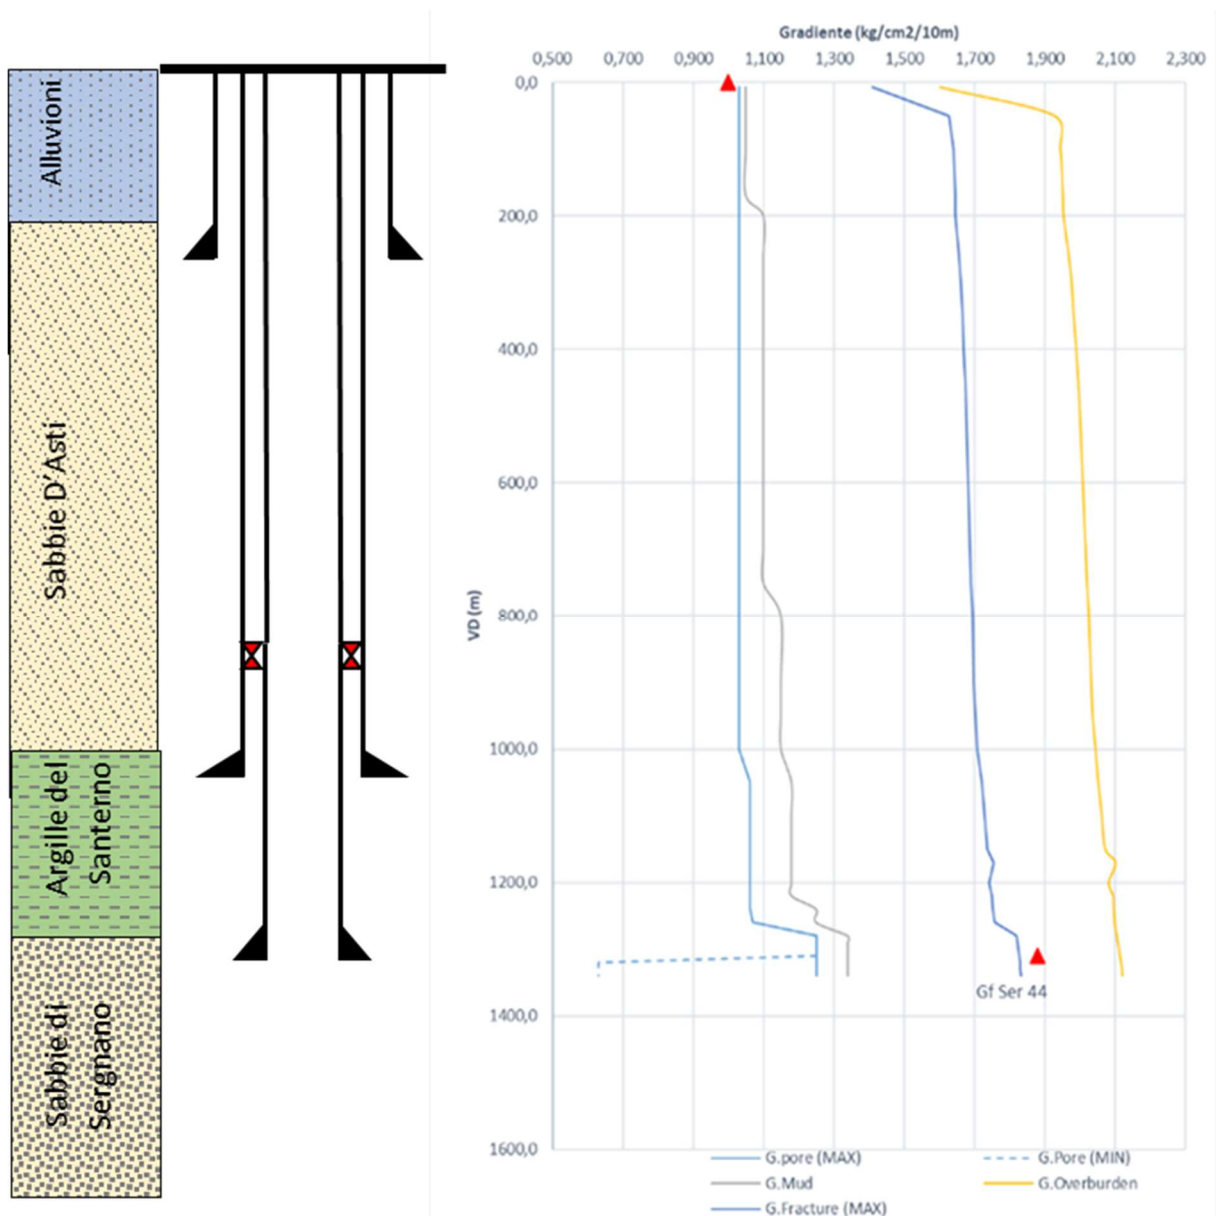 Alluvioni
Sabbie D'Asti
Argille del
Santerno
Sabbie di
Sergnano
Gradiente (kg/cm2/10m)
0,500 0,700 0,900 1,100 1,300 1,500 1,700 1,900 2,100 2,300
0,0
200,0
400,0
600,0
VD (m)
800,0
1000,0
1200,0
Gf Ser 44
1400,0
1600,0
G.pore (MAX) G.Pore (MIN)
G.Mud G.Overburden
G.Fracture (MAX)